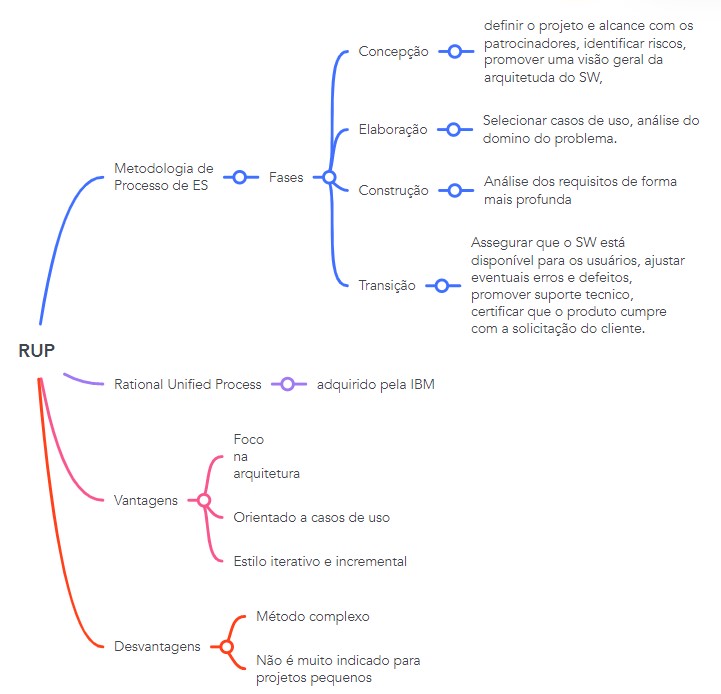 definir o projeto e alcance com os
patrocinadores, identificar riscos,
promover uma visão geral da
arquitetuda do SW,
Concepção
Elaboração
Selecionar casos de uso, análise do
domino do problema.
Metodologia de
Processo de ES
Fases
Construção
Análise dos requisitos de forma
mais profunda
Transição
Assegurar que o SW está
disponível para os usuários, ajustar
eventuais erros e defeitos,
promover suporte tecnico,
certificar que o produto cumpre
com a solicitação do cliente.
RUP
Rational Unified Process
adquirido pela IBM
Vantagens
Foco
na
arquitetura
Orientado a casos de uso
Estilo iterativo e incremental
Desvantagens
Método complexo
Não é muito indicado para
projetos pequenos